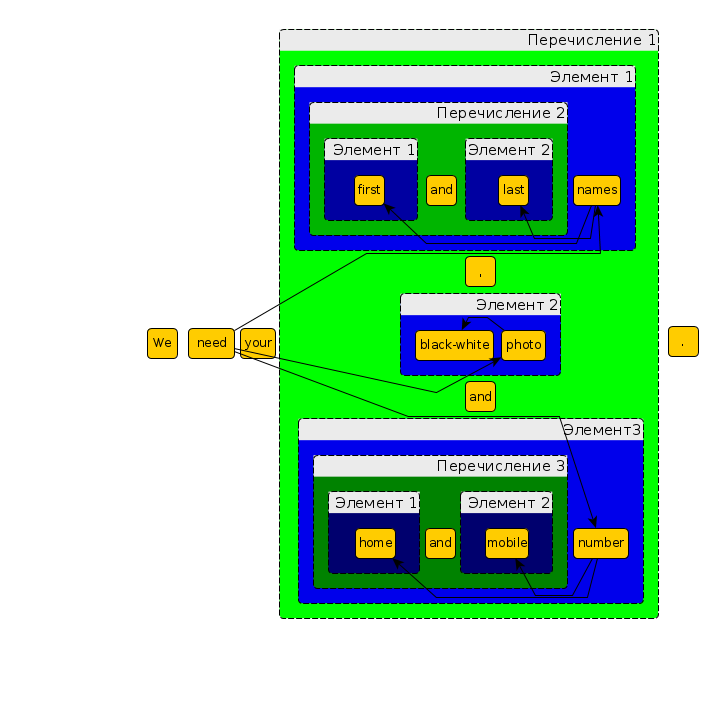 Перечисление 1
Элемент 1
Перечисление 2
Элемент 1
Элемент 2
first
and
last
names
,
Элемент 2
We
need
your
black-white
photo
.
and
Элемент3
Перечисление 3
Элемент 1
Элемент 2
home
and
mobile
number